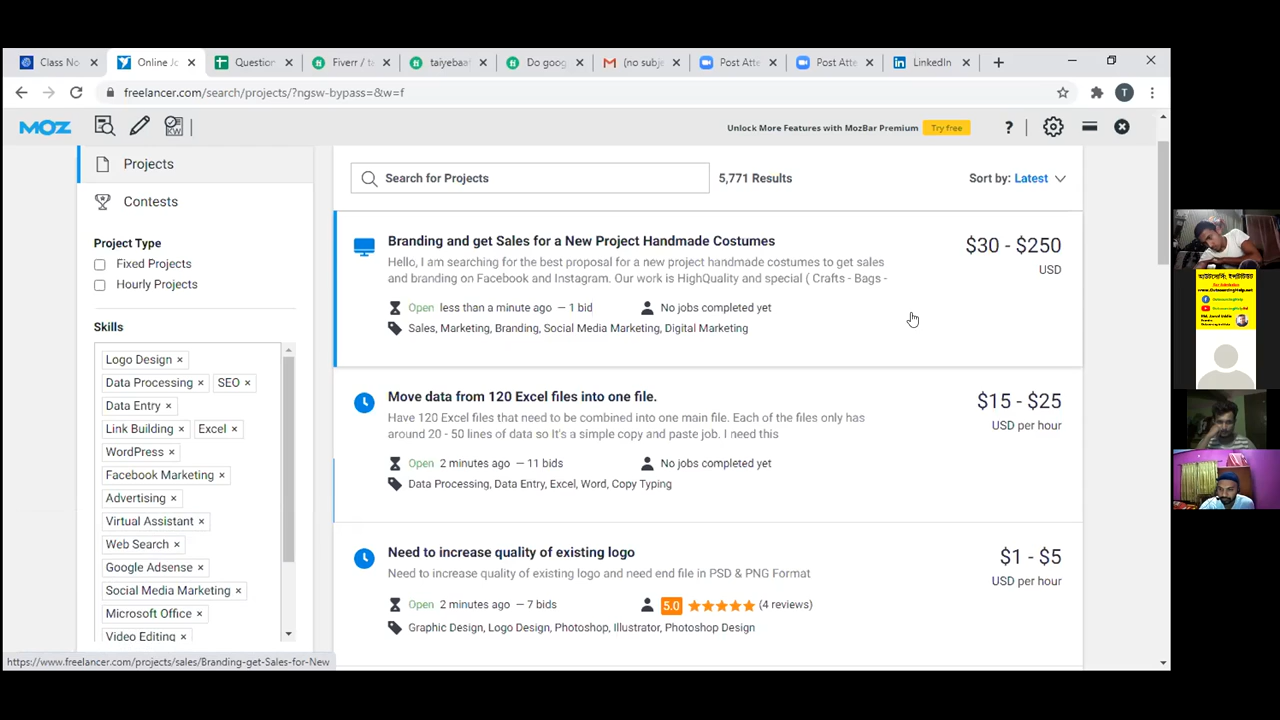 Class No
Online Jo
Question
Fiverr / ta
taiyebaa
Do goog
(no subje
Post Atte
Post Atte
LinkedIn
freelancer.com/search/projects/?ngsw-bypass=&w=f
T
MOZ
Unlock More Features with MozBar Premium
Try free
?
Projects
Contests
Project Type
Fixed Projects
Hourly Projects
Skills
Logo Design ×
Data Processing × SEO ×
Data Entry ×
Link Building × Excel ×
WordPress ×
Facebook Marketing ×
Advertising ×
Virtual Assistant ×
Web Search ×
Google Adsense ×
Social Media Marketing ×
Microsoft Office ×
Video Editing ×
Search for Projects
5,771 Results
Sort by: Latest
Branding and get Sales for a New Project Handmade Costumes
$30 - $250
USD
Hello, I am searching for the best proposal for a new project handmade costumes to get sales
and branding on Facebook and Instagram. Our work is HighQuality and special ( Crafts - Bags -
Open less than a minute ago — 1 bid
No jobs completed yet
Sales, Marketing, Branding, Social Media Marketing, Digital Marketing
Move data from 120 Excel files into one file.
$15 - $25
USD per hour
Have 120 Excel files that need to be combined into one main file. Each of the files only has
around 20 - 50 lines of data so It's a simple copy and paste job. I need this
Open 2 minutes ago — 11 bids
No jobs completed yet
Data Processing, Data Entry, Excel, Word, Copy Typing
Need to increase quality of existing logo
$1 - $5
USD per hour
Need to increase quality of existing logo and need end file in PSD & PNG Format
Open 2 minutes ago — 7 bids
5.0 (4 reviews)
Graphic Design, Logo Design, Photoshop, Illustrator, Photoshop Design
https://www.freelancer.com/projects/sales/Branding-get-Sales-for-New